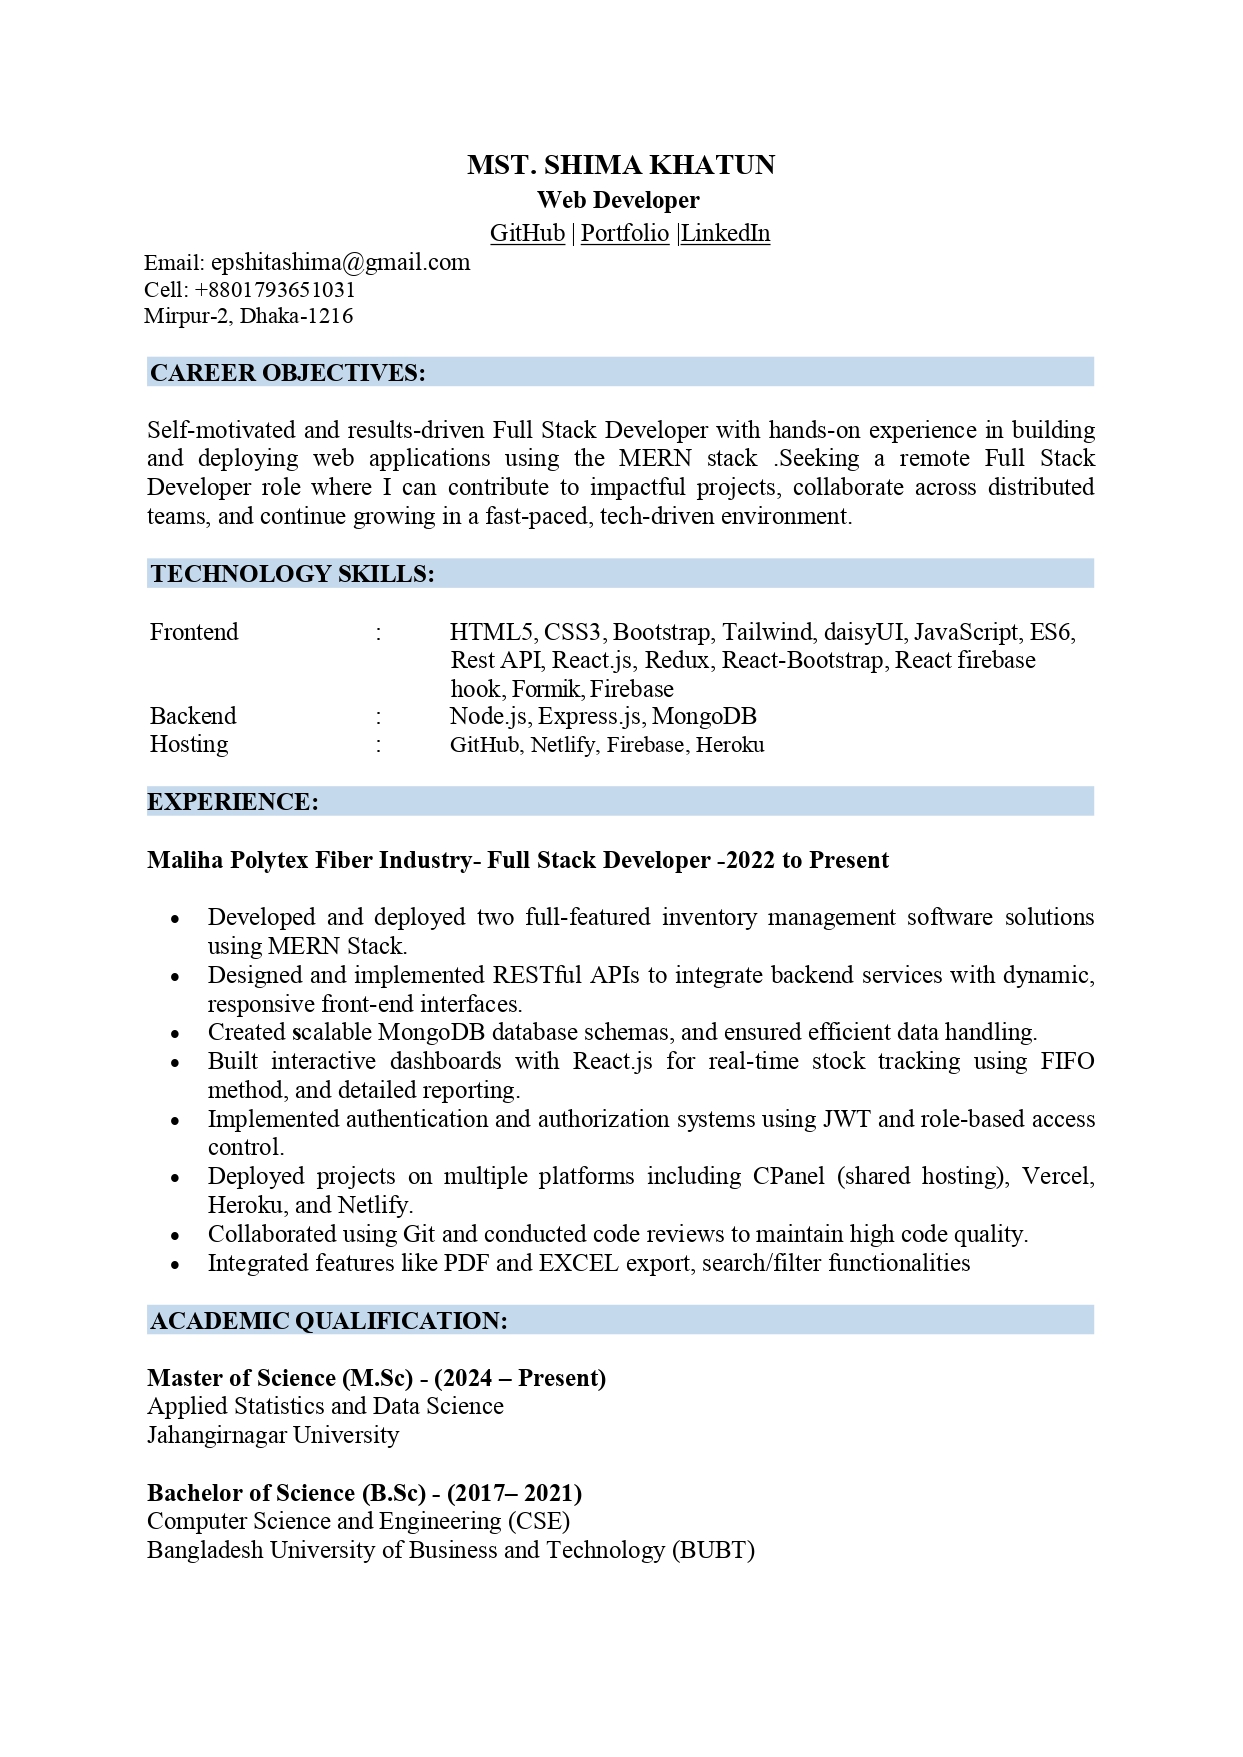 MST. SHIMA KHATUN
Web Developer
GitHub | Portfolio |LinkedIn
Email: epshitashima@gmail.com
Cell: +8801793651031
Mirpur-2, Dhaka-1216
CAREER OBJECTIVES:
Self-motivated and results-driven Full Stack Developer with hands-on experience in building
and deploying web applications using the MERN stack .Seeking a remote Full Stack
Developer role where I can contribute to impactful projects, collaborate across distributed
teams, and continue growing in a fast-paced, tech-driven environment.
TECHNOLOGY SKILLS:
Frontend : HTML5, CSS3, Bootstrap, Tailwind, daisyUI, JavaScript, ES6,
Rest API, React.js, Redux, React-Bootstrap, React firebase
hook, Formik, Firebase
Backend : Node.js, Express.js, MongoDB
Hosting : GitHub, Netlify, Firebase, Heroku
EXPERIENCE:
Maliha Polytex Fiber Industry- Full Stack Developer -2022 to Present
• Developed and deployed two full-featured inventory management software solutions
using MERN Stack.
• Designed and implemented RESTful APIs to integrate backend services with dynamic,
responsive front-end interfaces.
• Created scalable MongoDB database schemas, and ensured efficient data handling.
• Built interactive dashboards with React.js for real-time stock tracking using FIFO
method, and detailed reporting.
• Implemented authentication and authorization systems using JWT and role-based access
control.
• Deployed projects on multiple platforms including CPanel (shared hosting), Vercel,
Heroku, and Netlify.
• Collaborated using Git and conducted code reviews to maintain high code quality.
• Integrated features like PDF and EXCEL export, search/filter functionalities
ACADEMIC QUALIFICATION:
Master of Science (M.Sc) - (2024 – Present)
Applied Statistics and Data Science
Jahangirnagar University
Bachelor of Science (B.Sc) - (2017– 2021)
Computer Science and Engineering (CSE)
Bangladesh University of Business and Technology (BUBT)